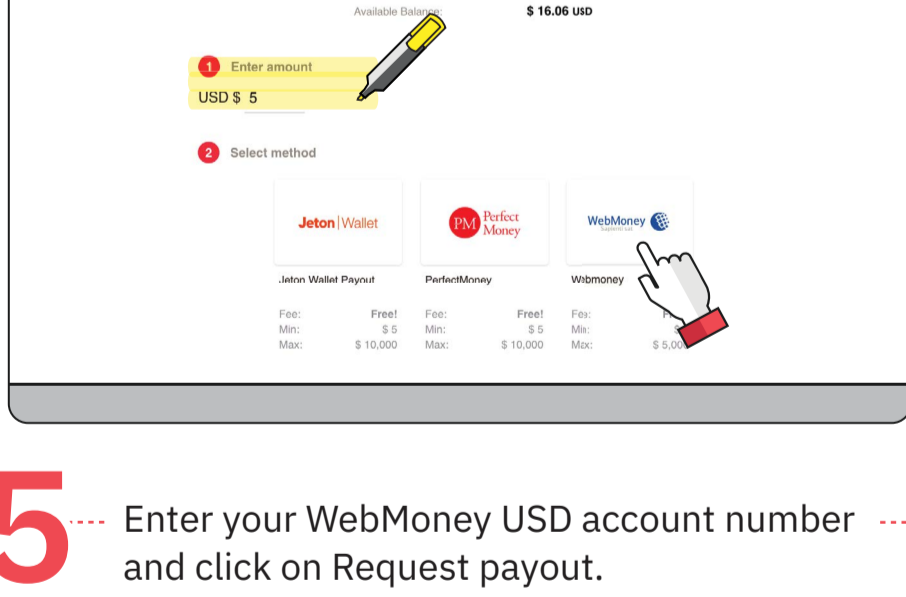 Available Balance: $ 16.06 USD
1 Enter amount
USD $ 5
2 Select method
Jeton Wallet
PM Perfect Money
WebMoney
Jeton Wallet Payout PerfectMoney Webmoney
Fee: Free! Fee: Free! Fee:
Min: $ 5 Min: $ 5 Min:
Max: $ 10,000 Max: $ 10,000 Max: $ 5,000
5
Enter your WebMoney USD account number
and click on Request payout.